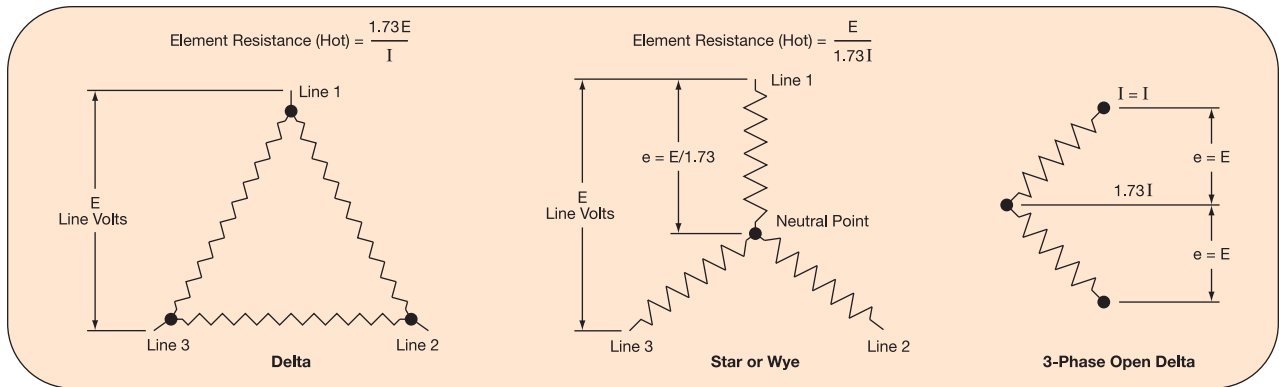 Element Resistance (Hot) = 1.73E / I
Line 1
E
Line Volts
Line 3
Line 2
Delta
Element Resistance (Hot) = E / 1.73I
Line 1
e = E/1.73
E
Line Volts
Neutral Point
Line 3
Line 2
Star or Wye
I = I
e = E
1.73I
e = E
3-Phase Open Delta